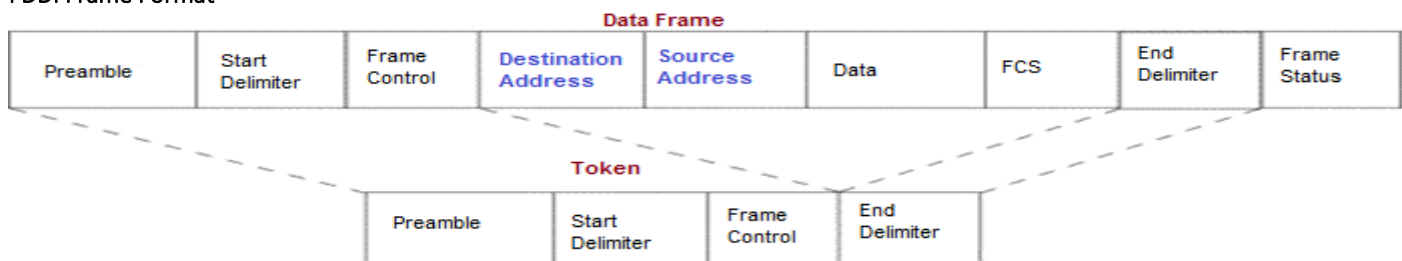 FDDI Frame Format
Data Frame
Preamble
Start
Delimiter
Frame
Control
Destination
Address
Source
Address
Data
FCS
End
Delimiter
Frame
Status
Token
Preamble
Start
Delimiter
Frame
Control
End
Delimiter